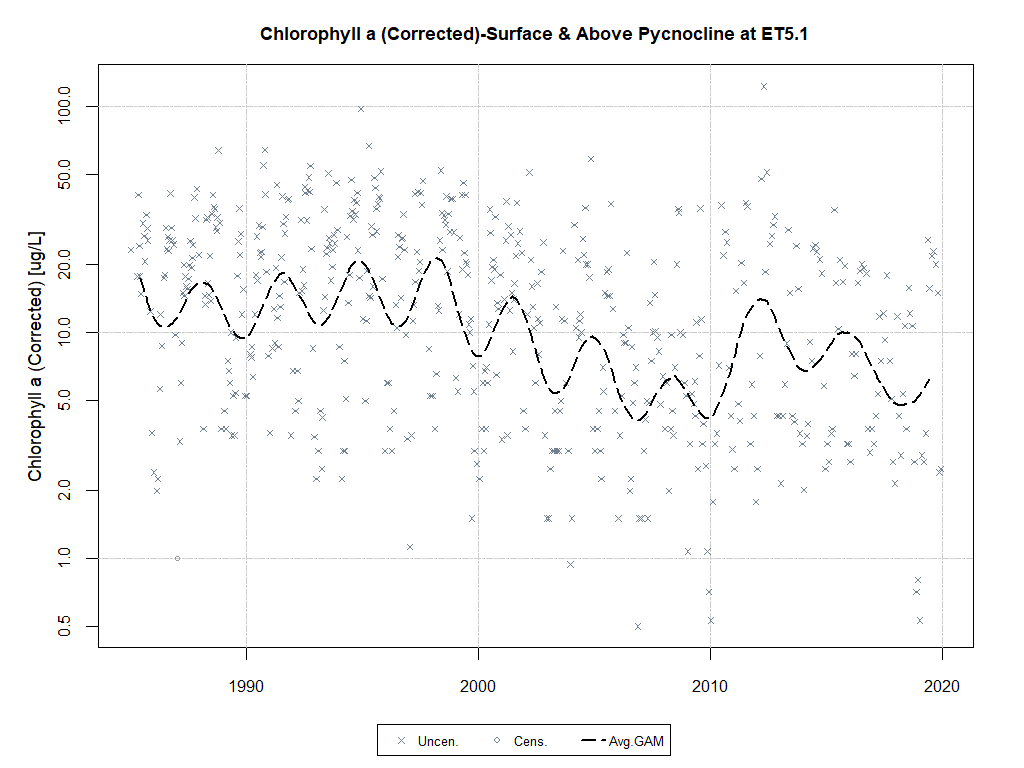 Chlorophyll a (Corrected)-Surface & Above Pycnocline at ET5.1
Chlorophyll a (Corrected) [ug/L]
100.0
50.0
20.0
10.0
5.0
2.0
1.0
0.5
1990 2000 2010 2020
Uncen. Cens. Avg.GAM